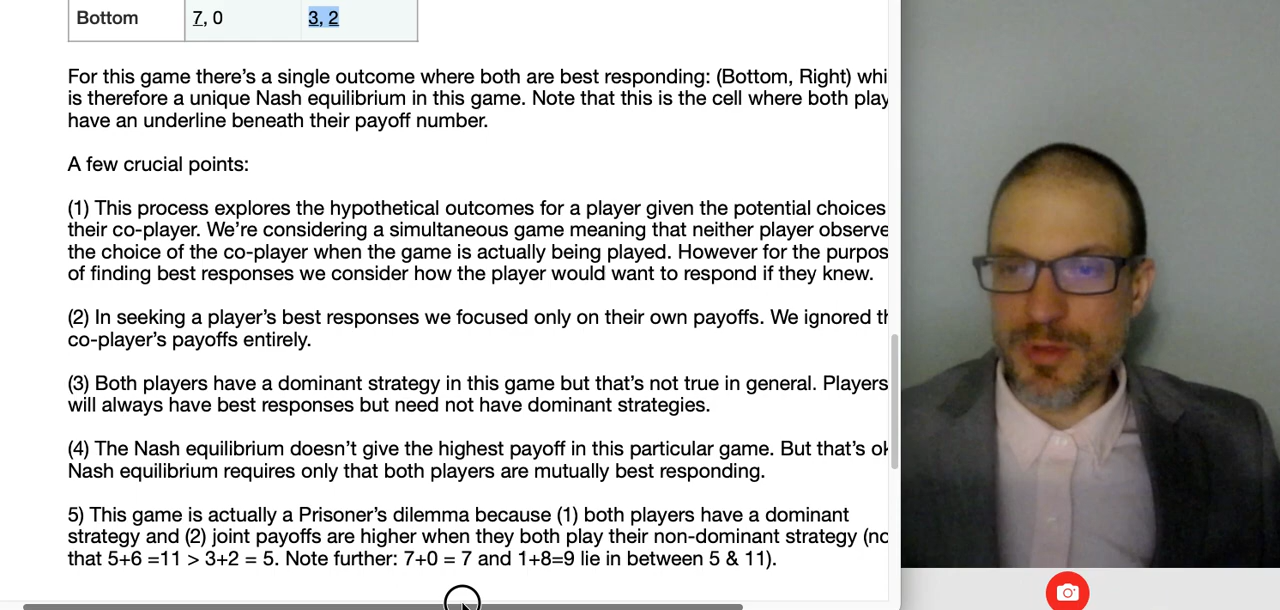 Bottom 7, 0 3, 2
For this game there's a single outcome where both are best responding: (Bottom, Right) whi
is therefore a unique Nash equilibrium in this game. Note that this is the cell where both play
have an underline beneath their payoff number.
A few crucial points:
(1) This process explores the hypothetical outcomes for a player given the potential choices
their co-player. We're considering a simultaneous game meaning that neither player observe
the choice of the co-player when the game is actually being played. However for the purpos
of finding best responses we consider how the player would want to respond if they knew.
(2) In seeking a player's best responses we focused only on their own payoffs. We ignored th
co-player's payoffs entirely.
(3) Both players have a dominant strategy in this game but that's not true in general. Players
will always have best responses but need not have dominant strategies.
(4) The Nash equilibrium doesn't give the highest payoff in this particular game. But that's ok
Nash equilibrium requires only that both players are mutually best responding.
5) This game is actually a Prisoner's dilemma because (1) both players have a dominant
strategy and (2) joint payoffs are higher when they both play their non-dominant strategy (no
that 5+6 =11 > 3+2 = 5. Note further: 7+0 = 7 and 1+8=9 lie in between 5 & 11).